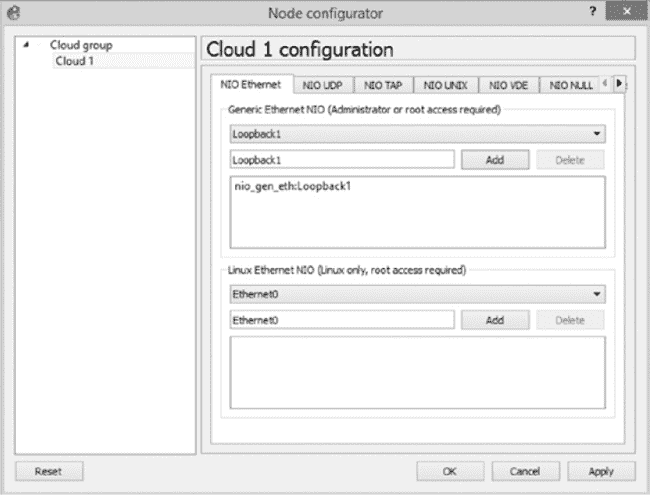 Node configurator
?
Cloud group
Cloud 1
Cloud 1 configuration
NIO Ethernet
NIO UDP
NIO TAP
NIO UNIX
NIO VDE
NIO NULL
Generic Ethernet NIO (Administrator or root access required)
Loopback1
Loopback1
Add
Delete
nio_gen_eth:Loopback1
Linux Ethernet NIO (Linux only, root access required)
Ethernet0
Ethernet0
Add
Delete
Reset
OK
Cancel
Apply